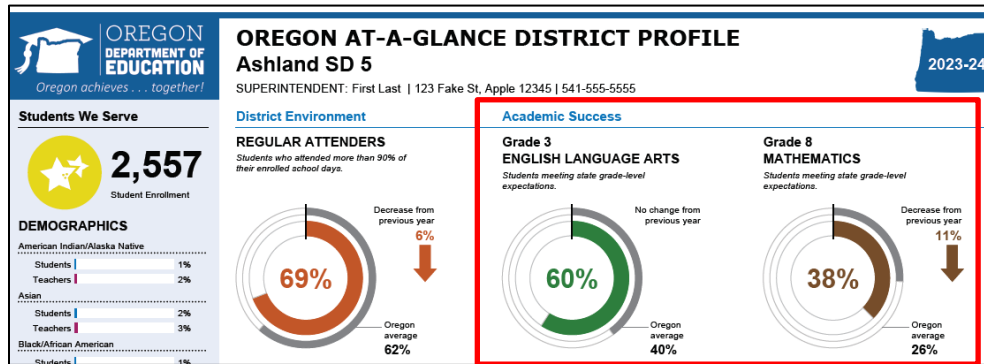 OREGON
DEPARTMENT OF
EDUCATION
Oregon achieves . . . together!
OREGON AT-A-GLANCE DISTRICT PROFILE
Ashland SD 5
SUPERINTENDENT: First Last | 123 Fake St, Apple 12345 | 541-555-5555
2023-24
Students We Serve
2,557
Student Enrollment
DEMOGRAPHICS
American Indian/Alaska Native
Students 1%
Teachers 2%
Asian
Students 2%
Teachers 3%
Black/African American
Students 1%
District Environment
REGULAR ATTENDERS
Students who attended more than 90% of
their enrolled school days.
Decrease from
previous year
6%
69%
Oregon
average
62%
Academic Success
Grade 3
ENGLISH LANGUAGE ARTS
Students meeting state grade-level
expectations.
No change from
previous year
60%
Oregon
average
40%
Grade 8
MATHEMATICS
Students meeting state grade-level
expectations.
Decrease from
previous year
11%
38%
Oregon
average
26%